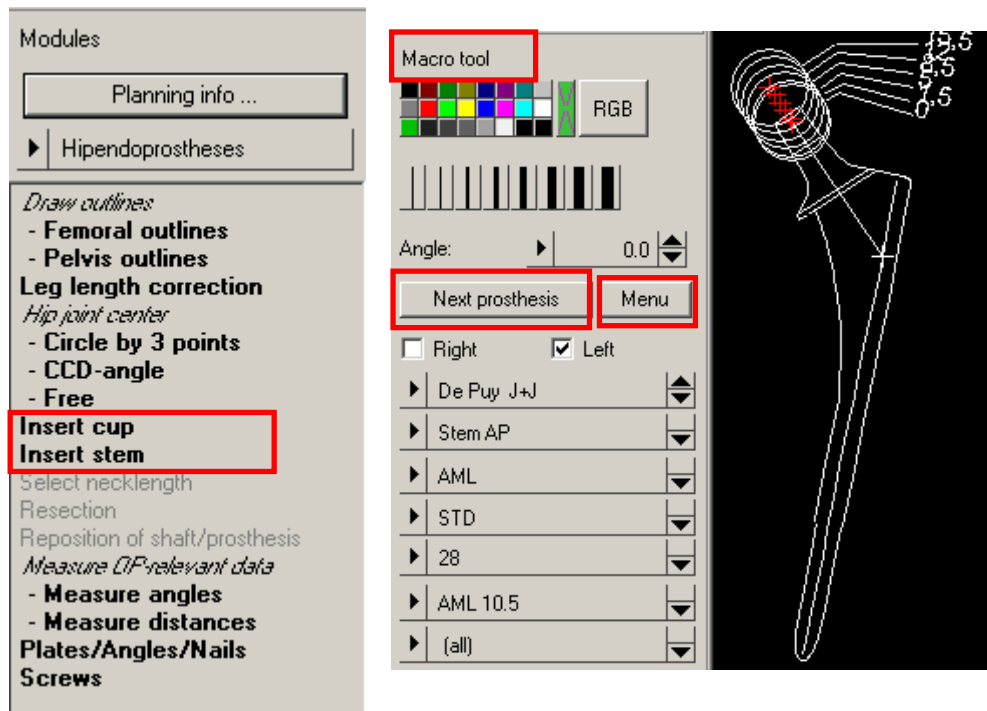 Modules
Planning info ...
Hipendoprostheses
Draw outlines
- Femoral outlines
- Pelvis outlines
Leg length correction
Hip joint center
- Circle by 3 points
- CCD-angle
- Free
Insert cup
Insert stem
Select necklength
Resection
Reposition of shaft/prosthesis
Measure OP-relevant data
- Measure angles
- Measure distances
Plates/Angles/Nails
Screws
Macro tool
RGB
Angle: 0.0
Next prosthesis Menu
Right Left
De Puy J+J
Stem AP
AML
STD
28
AML 10.5
(all)